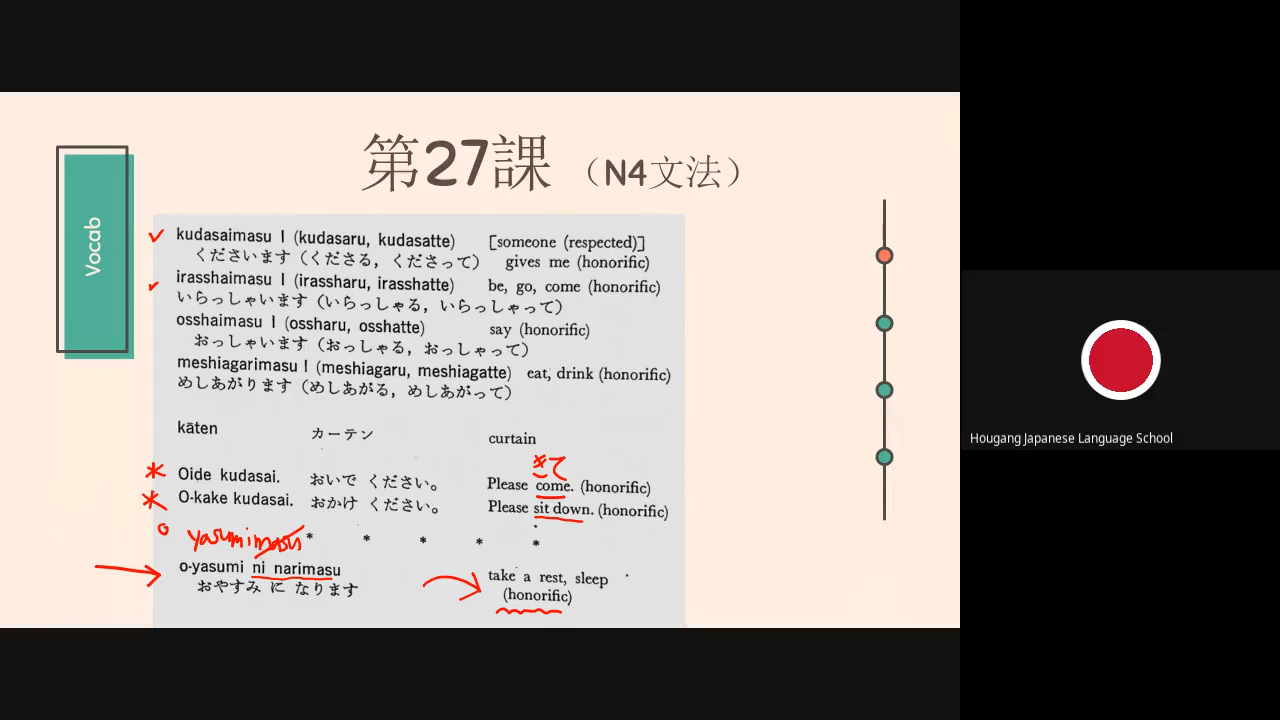 第27課 （N4文法）
Vocab
kudasaimasu I (kudasaru, kudasatte) [someone (respected)]
くださいます（くださる，くださって） gives me (honorific)
irasshaimasu I (irassharu, irasshatte) be, go, come (honorific)
いらっしゃいます（いらっしゃる，いらっしゃって）
osshaimasu I (ossharu, osshatte) say (honorific)
おっしゃいます（おっしゃる，おっしゃって）
meshiagarimasu I (meshiagaru, meshiagatte) eat, drink (honorific)
めしあがります（めしあがる，めしあがって）
kāten カーテン curtain
て
Oide kudasai. おいで ください。 Please come. (honorific)
O-kake kudasai. おかけ ください。 Please sit down. (honorific)
o yasumimasu * * * * *
o-yasumi ni narimasu take a rest, sleep
おやすみ に なります (honorific)
Hougang Japanese Language School